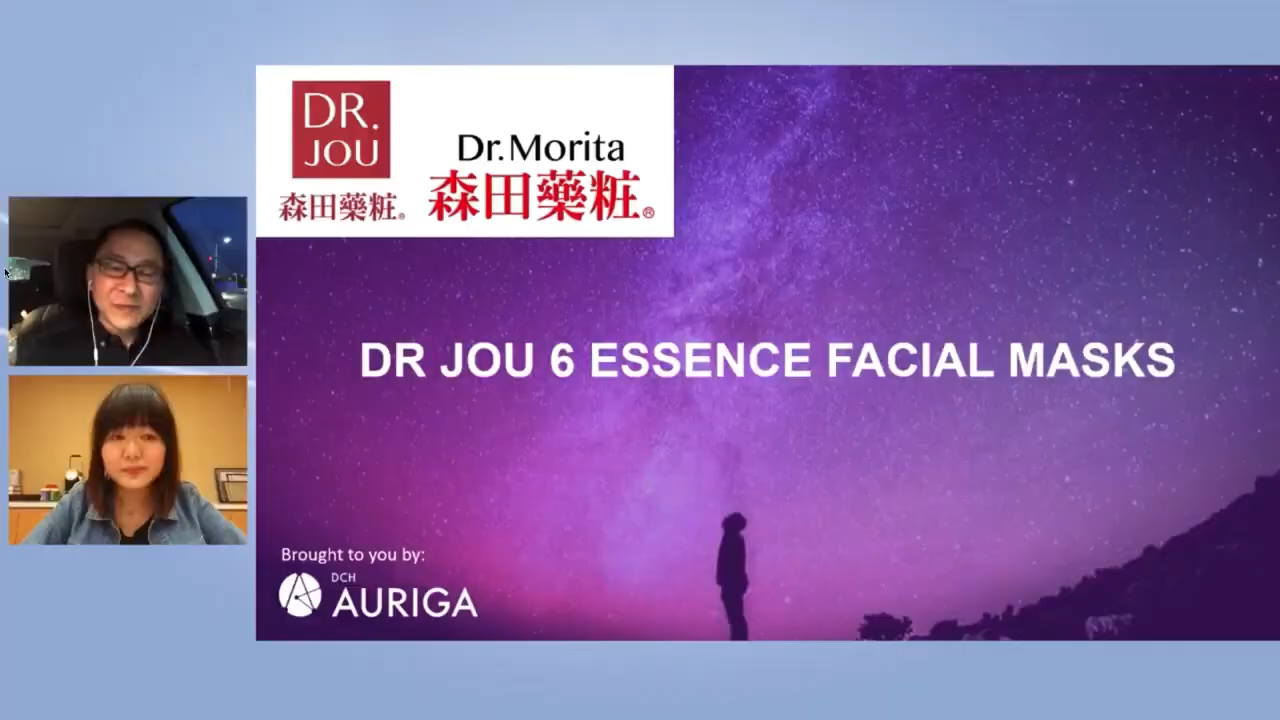 DR.
JOU
森田藥粧®
Dr.Morita
森田藥粧®
DR JOU 6 ESSENCE FACIAL MASKS
Brought to you by:
DCH
AURIGA